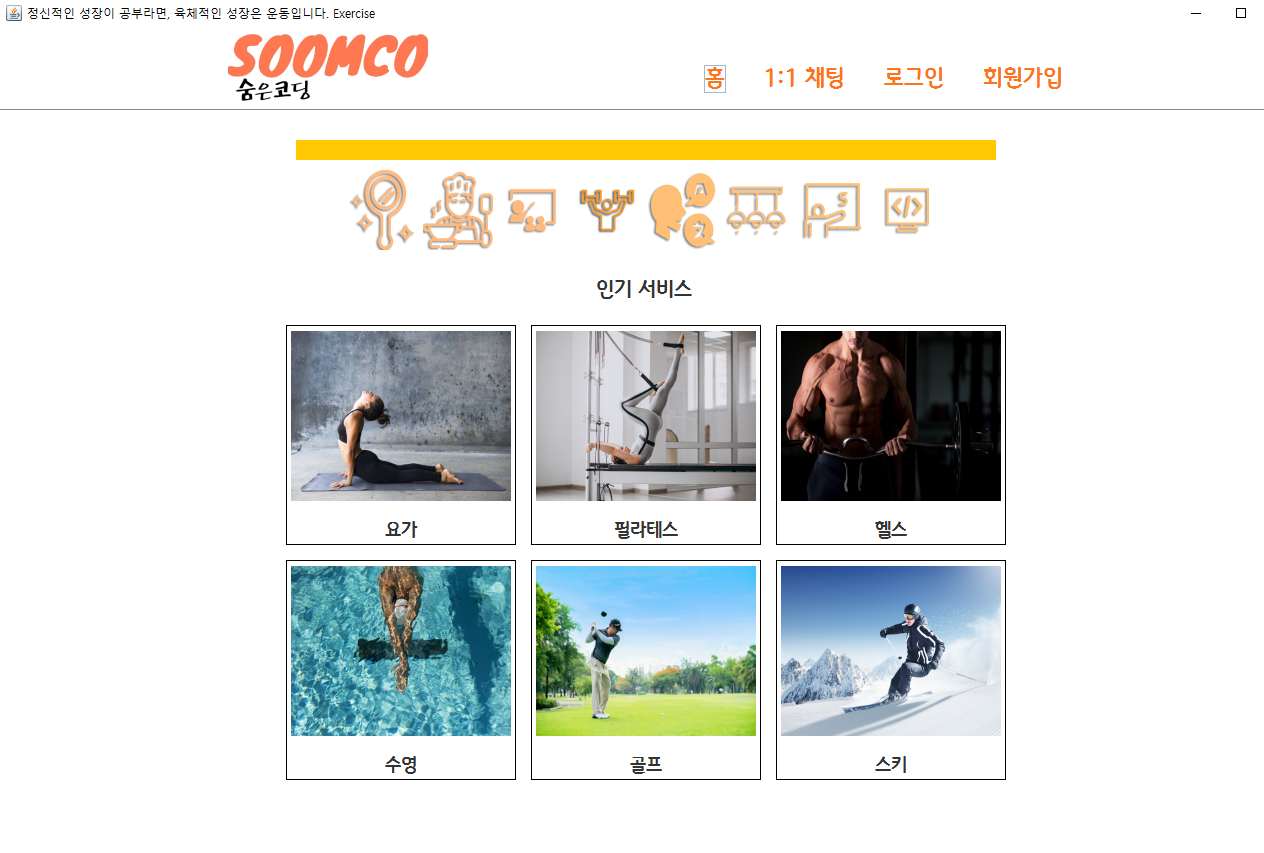 정신적인 성장이 공부라면, 육체적인 성장은 운동입니다. Exercise
SOOMCO
숨은코딩
홈 1:1 채팅 로그인 회원가입
A
文
S
</>
인기 서비스
요가 필라테스 헬스
수영 골프 스키